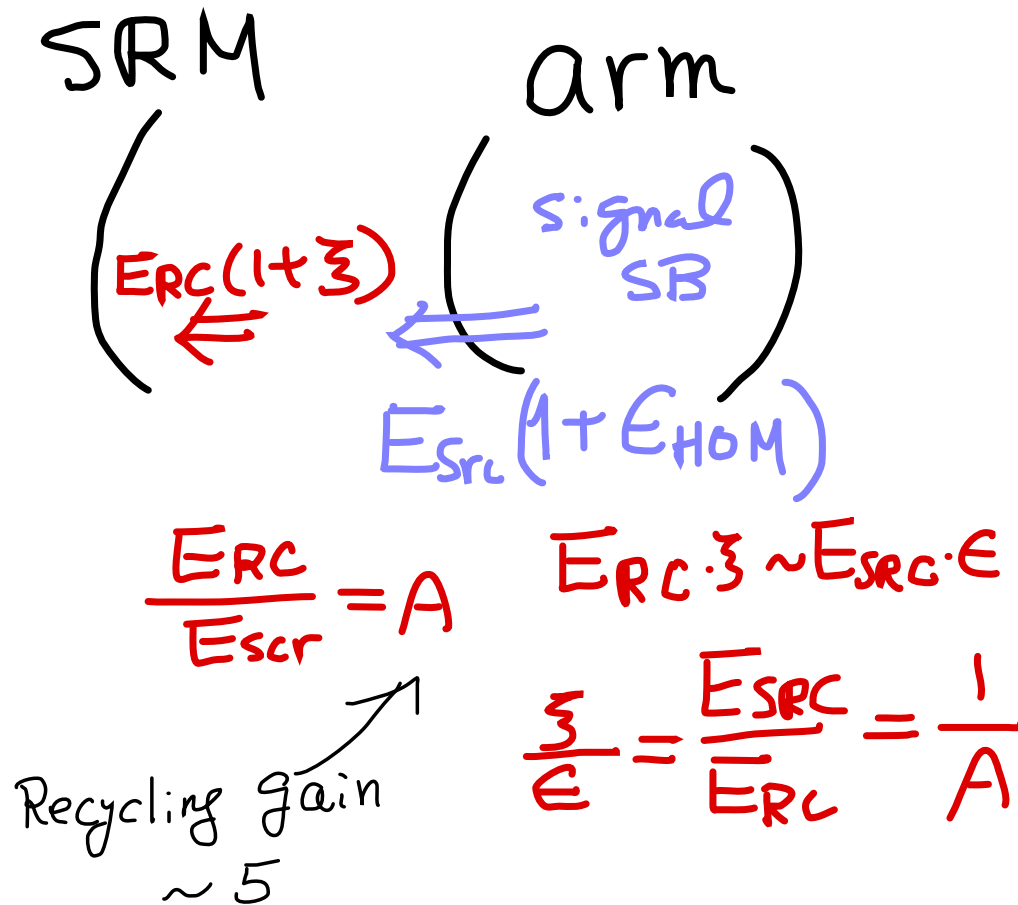 SRM
arm
signal
SB
E_RC(1+ξ)
E_Src(1+ϵ_HOM)
E_RC/E_scr = A
E_RC·ξ ~ E_SRC·ϵ
ξ/ϵ = E_SRC/E_RC = 1/A
Recycling gain
~ 5